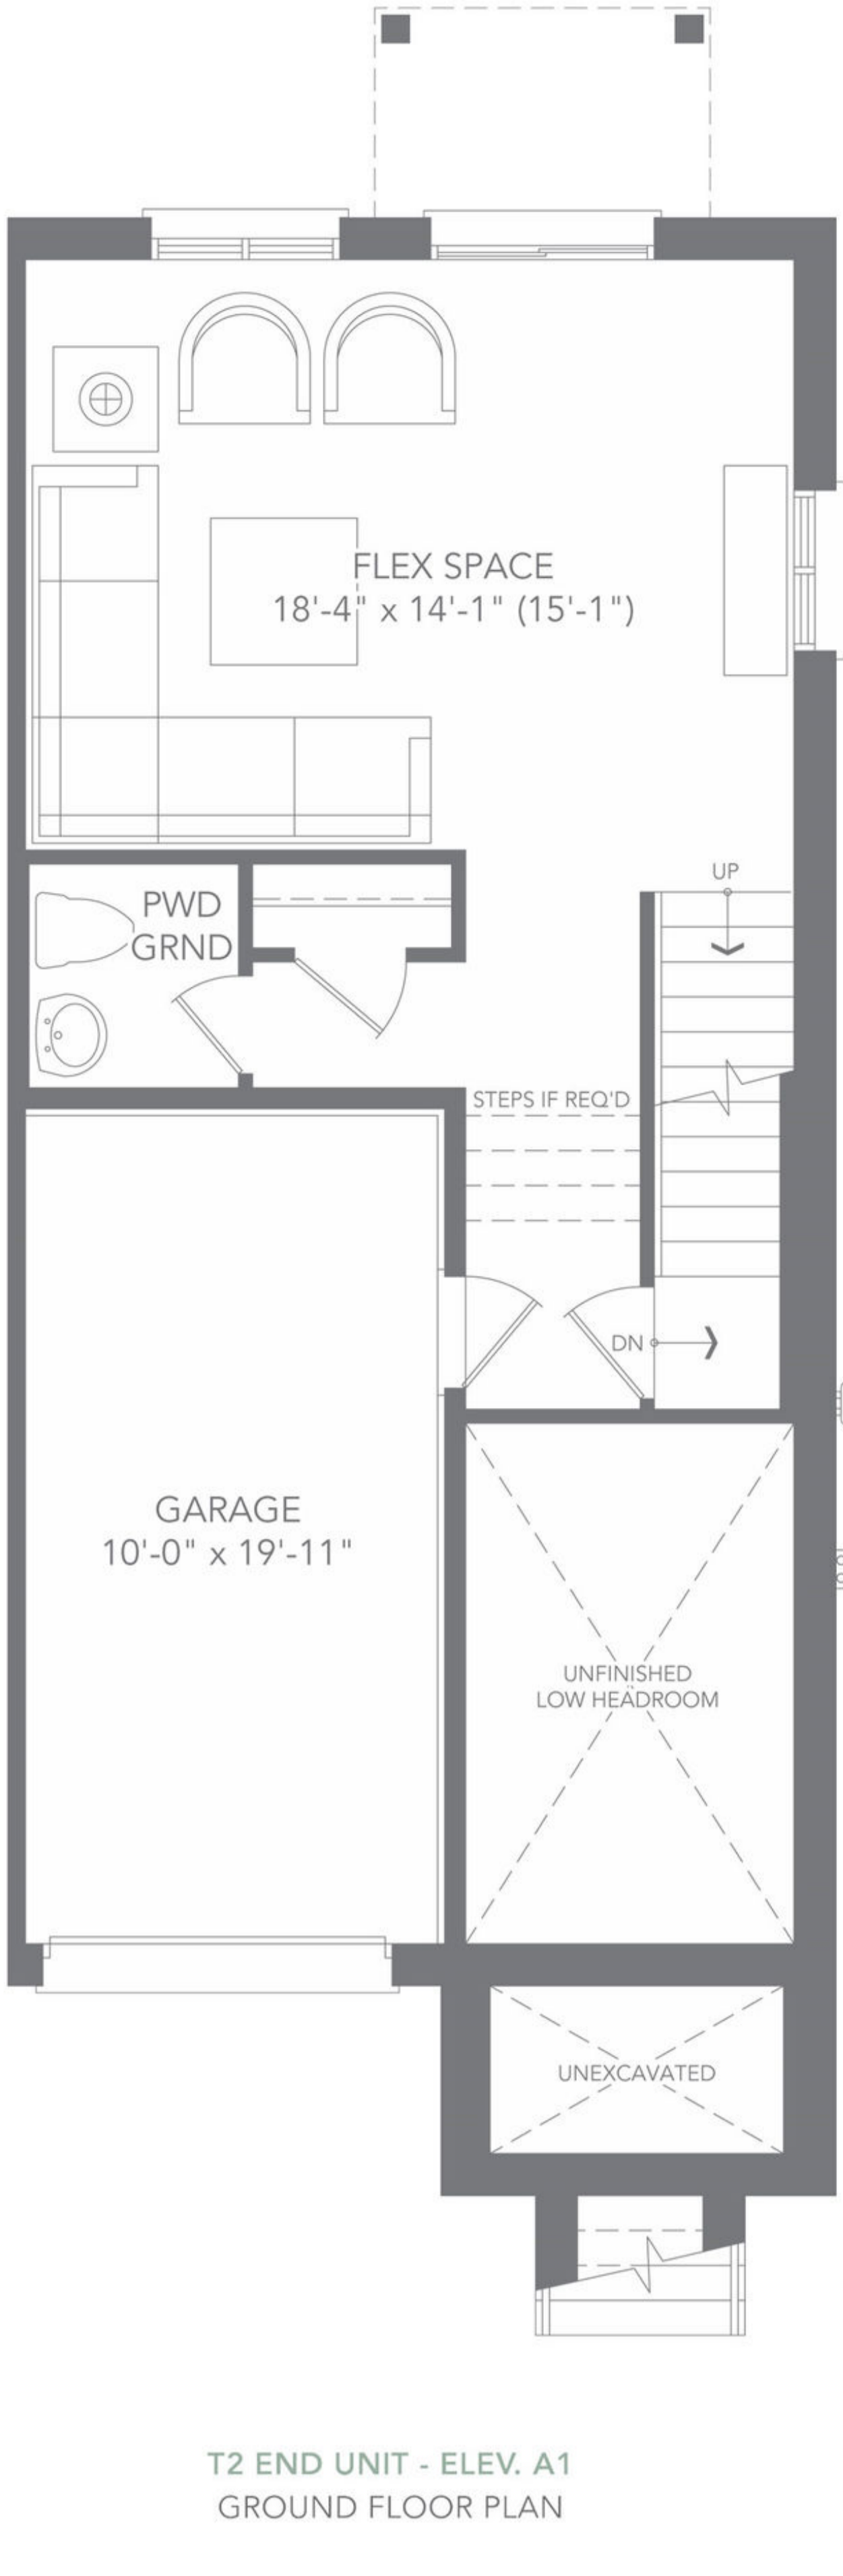 FLEX SPACE
18'-4" x 14'-1" (15'-1")
UP
PWD
GRND
STEPS IF REQ'D
DN
GARAGE
10'-0" x 19'-11"
UNFINISHED
LOW HEADROOM
UNEXCAVATED
T2 END UNIT - ELEV. A1
GROUND FLOOR PLAN